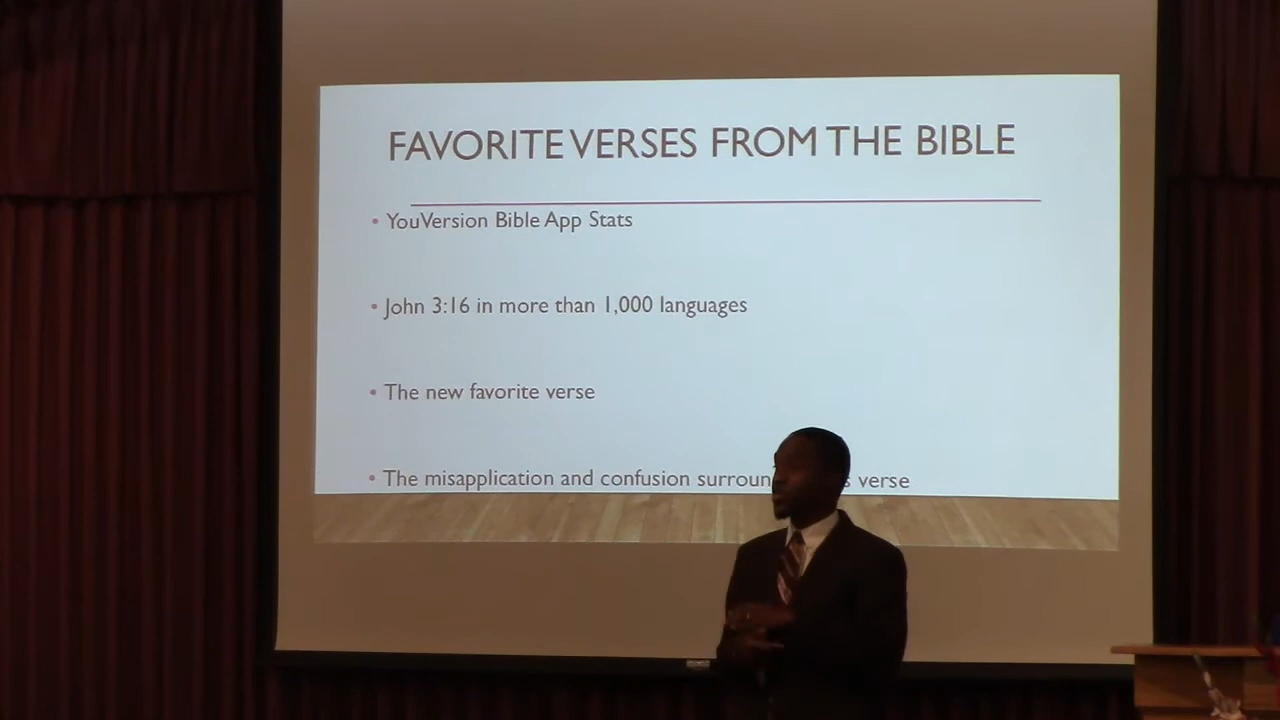 FAVORITE VERSES FROM THE BIBLE
• YouVersion Bible App Stats
• John 3:16 in more than 1,000 languages
• The new favorite verse
• The misapplication and confusion verse